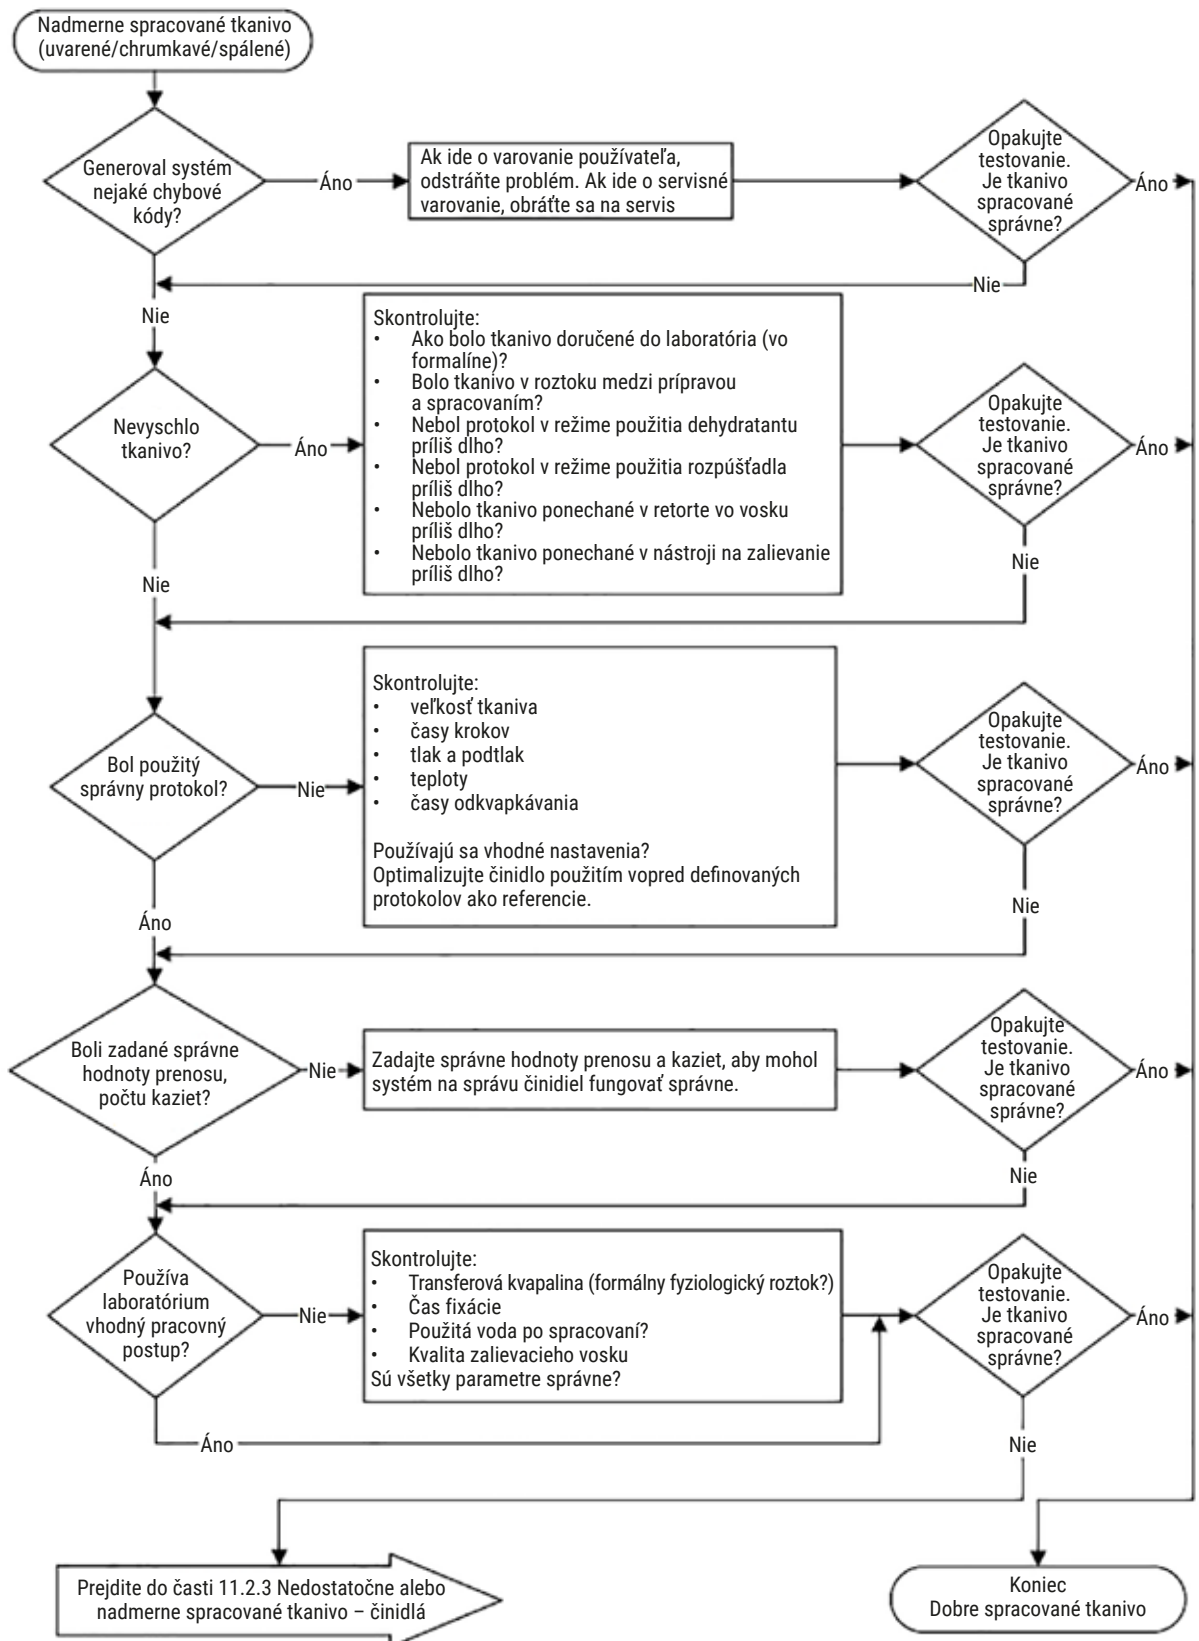 Nadmerne spracované tkanivo
(uvarené/chrumkavé/spálené)
Generoval systém
nejaké chybové
kódy?
Áno
Ak ide o varovanie používateľa,
odstráňte problém. Ak ide o servisné
varovanie, obráťte sa na servis
Opakujte
testovanie.
Je tkanivo
spracované
správne?
Áno
Nie
Nie
Nevyschlo
tkanivo?
Áno
Skontrolujte:
• Ako bolo tkanivo doručené do laboratória (vo
formalíne)?
• Bolo tkanivo v roztoku medzi prípravou
a spracovaním?
• Nebol protokol v režime použitia dehydratantu
príliš dlho?
• Nebol protokol v režime použitia rozpúšťadla
príliš dlho?
• Nebolo tkanivo ponechané v retorte vo vosku
príliš dlho?
• Nebolo tkanivo ponechané v nástroji na zalievanie
príliš dlho?
Opakujte
testovanie.
Je tkanivo
spracované
správne?
Áno
Nie
Nie
Bol použitý
správny protokol?
Nie
Skontrolujte:
• veľkosť tkaniva
• časy krokov
• tlak a podtlak
• teploty
• časy odkvapkávania
Používajú sa vhodné nastavenia?
Optimalizujte činidlo použitím vopred definovaných
protokolov ako referencie.
Opakujte
testovanie.
Je tkanivo
spracované
správne?
Áno
Nie
Áno
Boli zadané správne
hodnoty prenosu,
počtu kaziet?
Nie
Zadajte správne hodnoty prenosu a kaziet, aby mohol
systém na správu činidiel fungovať správne.
Opakujte
testovanie.
Je tkanivo
spracované
správne?
Áno
Nie
Áno
Používa
laboratórium
vhodný pracovný
postup?
Nie
Skontrolujte:
• Transferová kvapalina (formálny fyziologický roztok?)
• Čas fixácie
• Použitá voda po spracovaní?
• Kvalita zalievacieho vosku
Sú všetky parametre správne?
Opakujte
testovanie.
Je tkanivo
spracované
správne?
Áno
Áno
Nie
Prejdite do časti 11.2.3 Nedostatočne alebo
nadmerne spracované tkanivo – činidlá
Koniec
Dobre spracované tkanivo